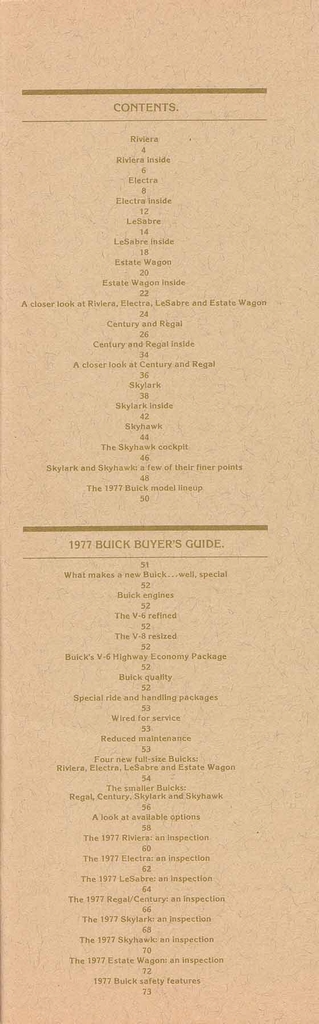 CONTENTS.
Riviera
4
Riviera inside
6
Electra
8
Electra inside
12
LeSabre
14
LeSabre inside
18
Estate Wagon
20
Estate Wagon inside
22
A closer look at Riviera, Electra, LeSabre and Estate Wagon
24
Century and Regal
26
Century and Regal inside
34
A closer look at Century and Regal
36
Skylark
38
Skylark inside
42
Skyhawk
44
The Skyhawk cockpit
46
Skylark and Skyhawk: a few of their finer points
48
The 1977 Buick model lineup
50
1977 BUICK BUYER'S GUIDE.
51
What makes a new Buick...well, special
52
Buick engines
52
The V-6 refined
52
The V-8 resized
52
Buick's V-6 Highway Economy Package
52
Buick quality
52
Special ride and handling packages
53
Wired for service
53
Reduced maintenance
53
Four new full-size Buicks:
Riviera, Electra, LeSabre and Estate Wagon
54
The smaller Buicks:
Regal, Century, Skylark and Skyhawk
56
A look at available options
58
The 1977 Riviera: an inspection
60
The 1977 Electra: an inspection
62
The 1977 LeSabre: an inspection
64
The 1977 Regal/Century: an inspection
66
The 1977 Skylark: an inspection
68
The 1977 Skyhawk: an inspection
70
The 1977 Estate Wagon: an inspection
72
1977 Buick safety features
73